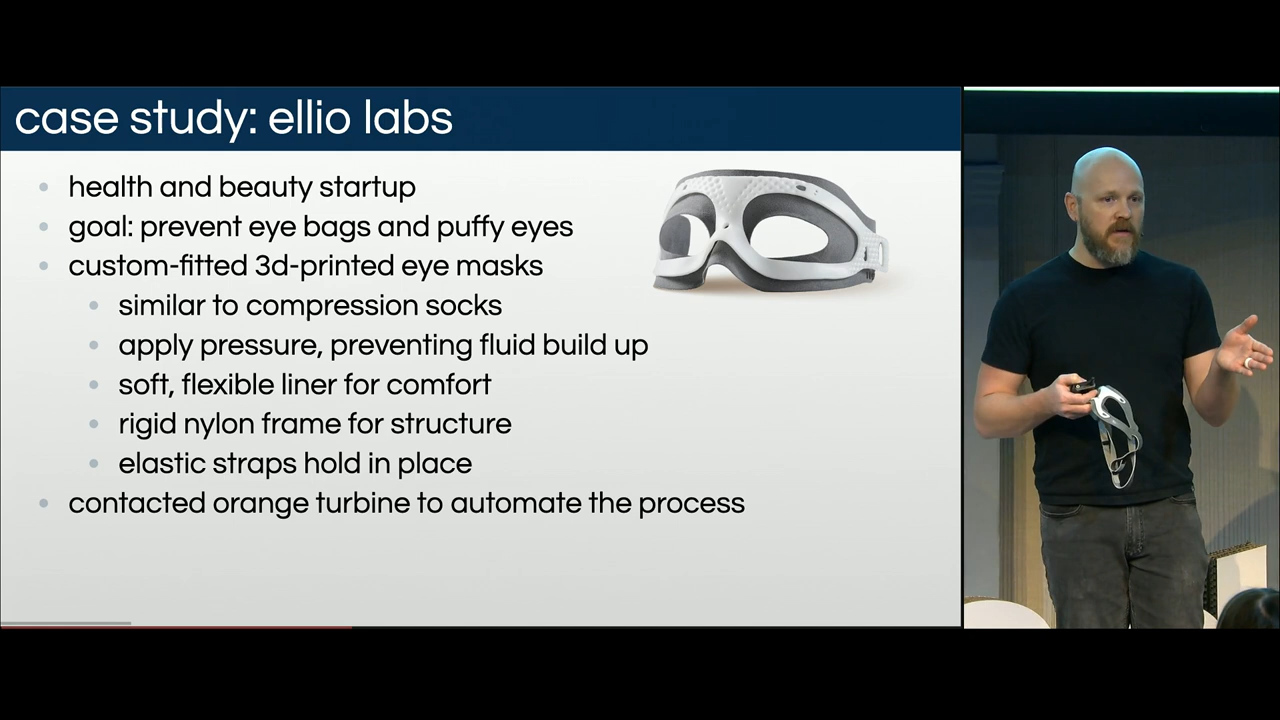 case study: ellio labs
health and beauty startup
goal: prevent eye bags and puffy eyes
custom-fitted 3d-printed eye masks
similar to compression socks
apply pressure, preventing fluid build up
soft, flexible liner for comfort
rigid nylon frame for structure
elastic straps hold in place
contacted orange turbine to automate the process